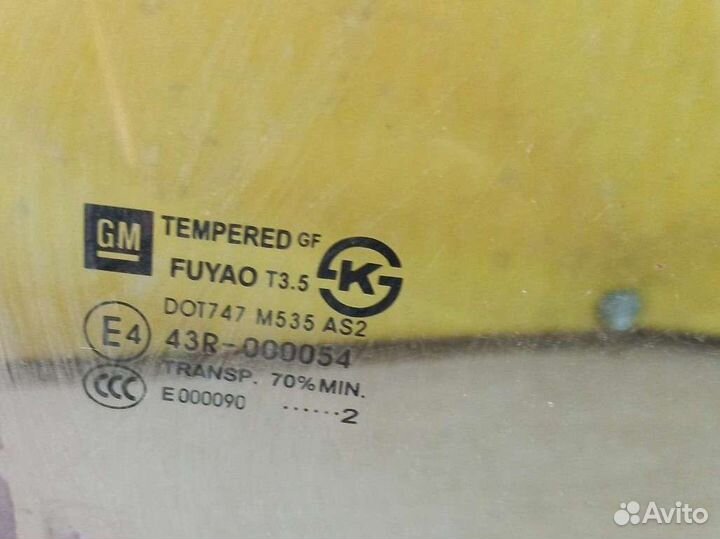 GM TEMPERED GF
FUYAO T3.5 KS
DOT747 M535 AS2
E4 43R-000054
TRANSP. 70%MIN.
CCC E000090 ......2
Avito